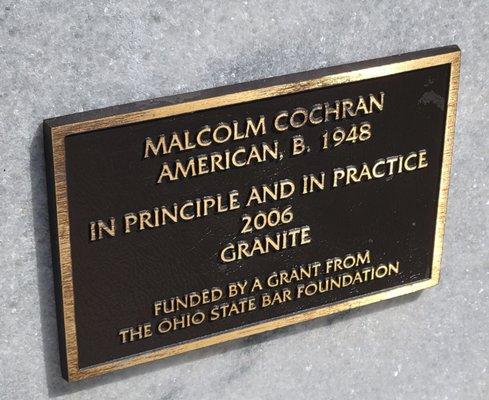 MALCOLM COCHRAN
AMERICAN, B. 1948
IN PRINCIPLE AND IN PRACTICE
2006
GRANITE
FUNDED BY A GRANT FROM
THE OHIO STATE BAR FOUNDATION